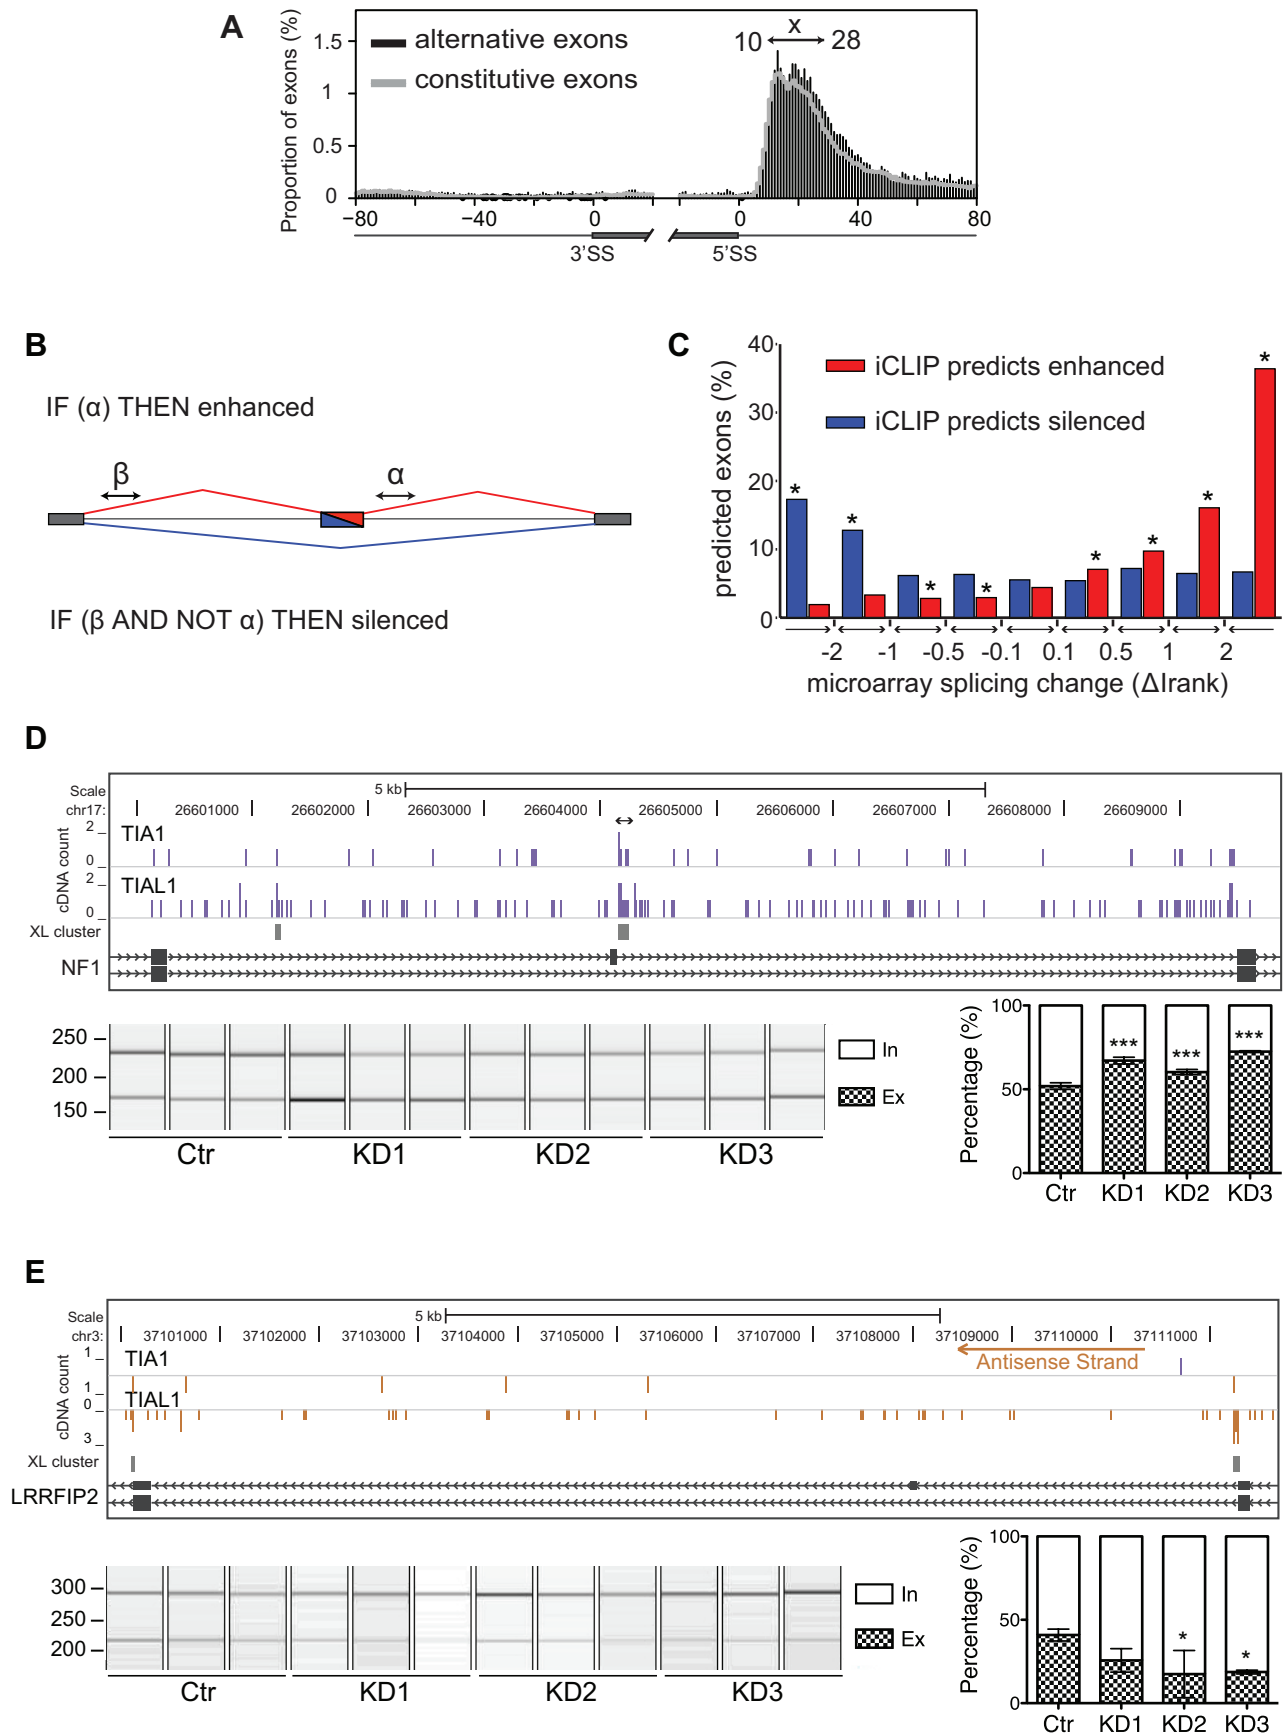 A
Proportion of exons (%)
1.5
1
0.5
0
alternative exons
constitutive exons
x
10
28
−80
−40
0
0
40
80
3'SS
5'SS
B
IF (α) THEN enhanced
β
α
IF (β AND NOT α) THEN silenced
C
predicted exons (%)
40
30
20
10
0
iCLIP predicts enhanced
iCLIP predicts silenced
* * * * * * * *
-2 -1 -0.5 -0.1 0.1 0.5 1 2
microarray splicing change (ΔIrank)
D
Scale
5 kb
chr17:
26601000 26602000 26603000 26604000 26605000 26606000 26607000 26608000 26609000
cDNA count
2
TIA1
0
2
TIAL1
0
XL cluster
NF1
250
200
150
Ctr KD1 KD2 KD3
In
Ex
Percentage (%)
100
50
0
*** *** ***
Ctr KD1 KD2 KD3
E
Scale
5 kb
chr3:
37101000 37102000 37103000 37104000 37105000 37106000 37107000 37108000 37109000 37110000 37111000
cDNA count
1
TIA1
Antisense Strand
1
TIAL1
0
3
XL cluster
LRRFIP2
300
250
200
Ctr KD1 KD2 KD3
In
Ex
Percentage (%)
100
50
0
* *
Ctr KD1 KD2 KD3